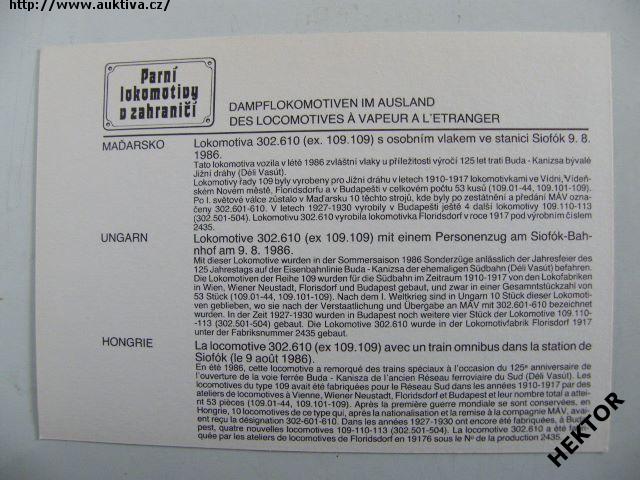 http://www.auktiva.cz
Parní
lokomotivy
v zahraničí
DAMPFLOKOMOTIVEN IM AUSLAND
DES LOCOMOTIVES À VAPEUR A L'ETRANGER
MAĎARSKO
Lokomotiva 302.610 (ex. 109.109) s osobním vlakem ve stanici Siofók 9. 8.
1986.
Tato lokomotiva vozila v létě 1986 zvláštní vlaky u příležitosti výročí 125 let trati Buda - Kanizsa bývalé
Jižní dráhy (Déli Vasút).
Lokomotivy řady 109 byly vyrobeny pro Jižní dráhu v letech 1910-1917 lokomotivkami ve Vídni, Vídeň-
ském Novém městě, Floridsdorfu a v Budapešti v celkovém počtu 53 kusů (109.01-44, 109.101-109).
Po I. světové válce zůstalo v Maďarsku 10 těchto strojů, kde byly po zestátnění a předání MÁV ozna-
čeny 302.601-610. V letech 1927-1930 vyrobily v Budapešti ještě 4 další lokomotivy 109.110-113
(302.501-504). Lokomotivu 302.610 vyrobila lokomotivka Floridsdorf v roce 1917 pod výrobním číslem
2435.
UNGARN
Lokomotive 302.610 (ex 109.109) mit einem Personenzug am Siofók-Bah-
nhof am 9. 8. 1986.
Mit dieser Lokomotive wurden in der Sommersaison 1986 Sonderzüge anlässlich der Jahresfeier des
125 Jahrestags auf der Eisenbahnlinie Buda - Kanizsa der ehemaligen Südbahn (Déli Vasút) befahren.
Die Lokomotiven der Reihe 109 wurden für die Südbahn im Zeitraum 1910-1917 von den Lokofabriken
in Wien, Wiener Neustadt, Floridsdorf und Budapest gebaut, und zwar in einer Gesamtstückzahl von
53 Stück (109.01-44, 109.101-109). Nach dem I. Weltkrieg sind in Ungarn 10 Stück dieser Lokomoti-
ven geblieben, wo sie nach der Verstaatlichung und Übergabe an MÁV mit 302.601-610 bezeichnet
wurden. In der Zeit 1927-1930 wurden in Budapest noch weitere vier Stück der Lokomotive 109.110-
-113 (302.501-504) gebaut. Die Lokomotive 302.610 wurde in der Lokomotivfabrik Floridsdorf 1917
unter der Fabriksnummer 2435 gebaut.
HONGRIE
La locomotive 302.610 (ex 109.109) avec un train omnibus dans la station de
Siofók (le 9 août 1986).
En été 1986, cette locomotive a remorqué des trains spéciaux à l'occasion du 125e anniversaire de
l'ouverture de la voie ferrée Buda - Kanisza de l'ancien Réseau ferroviaire du Sud (Déli Vasút). Les
locomotives du type 109 avait été fabriquées pour le Réseau du Sud dans les années 1910-1917 par des
ateliers de locomotives à Vienne, Wiener Neustadt, Floridsdorf et Budapest et leur nombre total a attei-
nt 53 pièces (109.01-44, 109.101-109). Après la première guerre mondiale se sont conservées, en
Hongrie, 10 locomotives de ce type qui, après la nationalisation et la remise à la compagnie MÁV, avai-
ent reçu la désignation 302-601-610. Dans les années 1927-1930 ont encore été fabriquées, à Buda-
pest, quatre nouvelles locomotives 109-110-113 (302.501-504). La locomotive 302.610 a été fabri-
quée par les ateliers de locomotives de Floridsdorf en 19176 sous le No de la production 2435.
HEKTOR